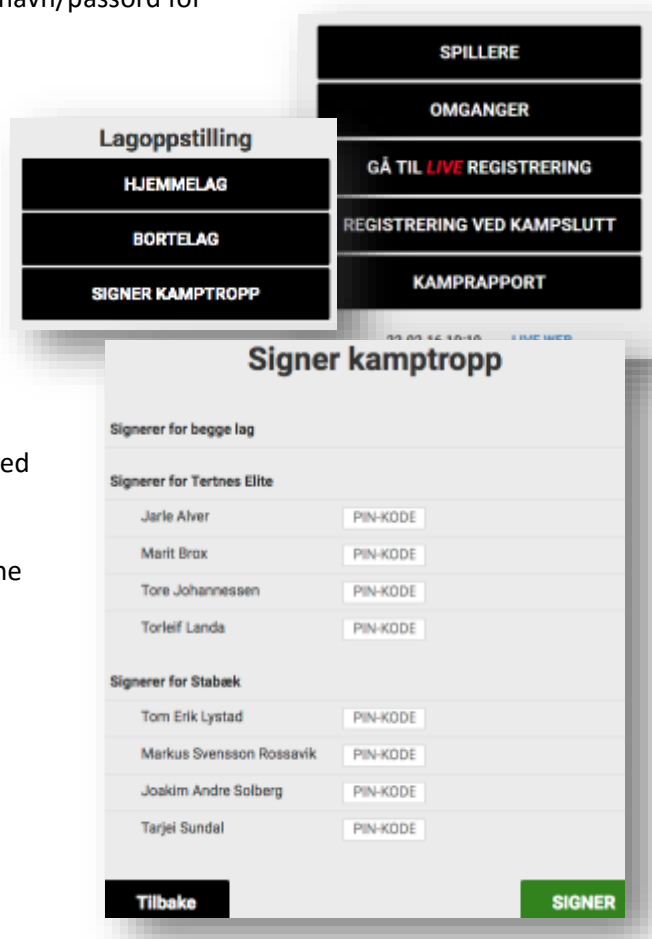 navn/passord for
SPILLERE
OMGANGER
GÅ TIL LIVE REGISTRERING
REGISTRERING VED KAMPSLUTT
KAMPRAPPORT
Lagoppstilling
HJEMMELAG
BORTELAG
SIGNER KAMPTROPP
Signer kamptropp
Signerer for begge lag
Signerer for Tertnes Elite
Jarle Alver PIN-KODE
Marit Brox PIN-KODE
Tore Johannessen PIN-KODE
Torleif Landa PIN-KODE
Signerer for Stabæk
Tom Erik Lystad PIN-KODE
Markus Svensson Rossavik PIN-KODE
Joakim Andre Solberg PIN-KODE
Tarjei Sundal PIN-KODE
Tilbake SIGNER